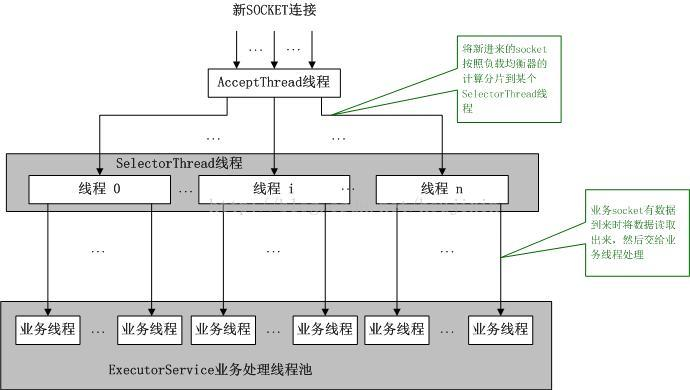 新SOCKET连接
...
...
AcceptThread线程
将新进来的socket
按照负载均衡器的
计算分片到某个
SelectorThread线
程
...
...
SelectorThread线程
线程 0
...
线程 i
...
线程 n
业务socket有数据
到来时将数据读取
出来，然后交给业
务线程处理
...
...
...
业务线程
...
业务线程
业务线程
...
业务线程
业务线程
...
业务线程
ExecutorService业务处理线程池